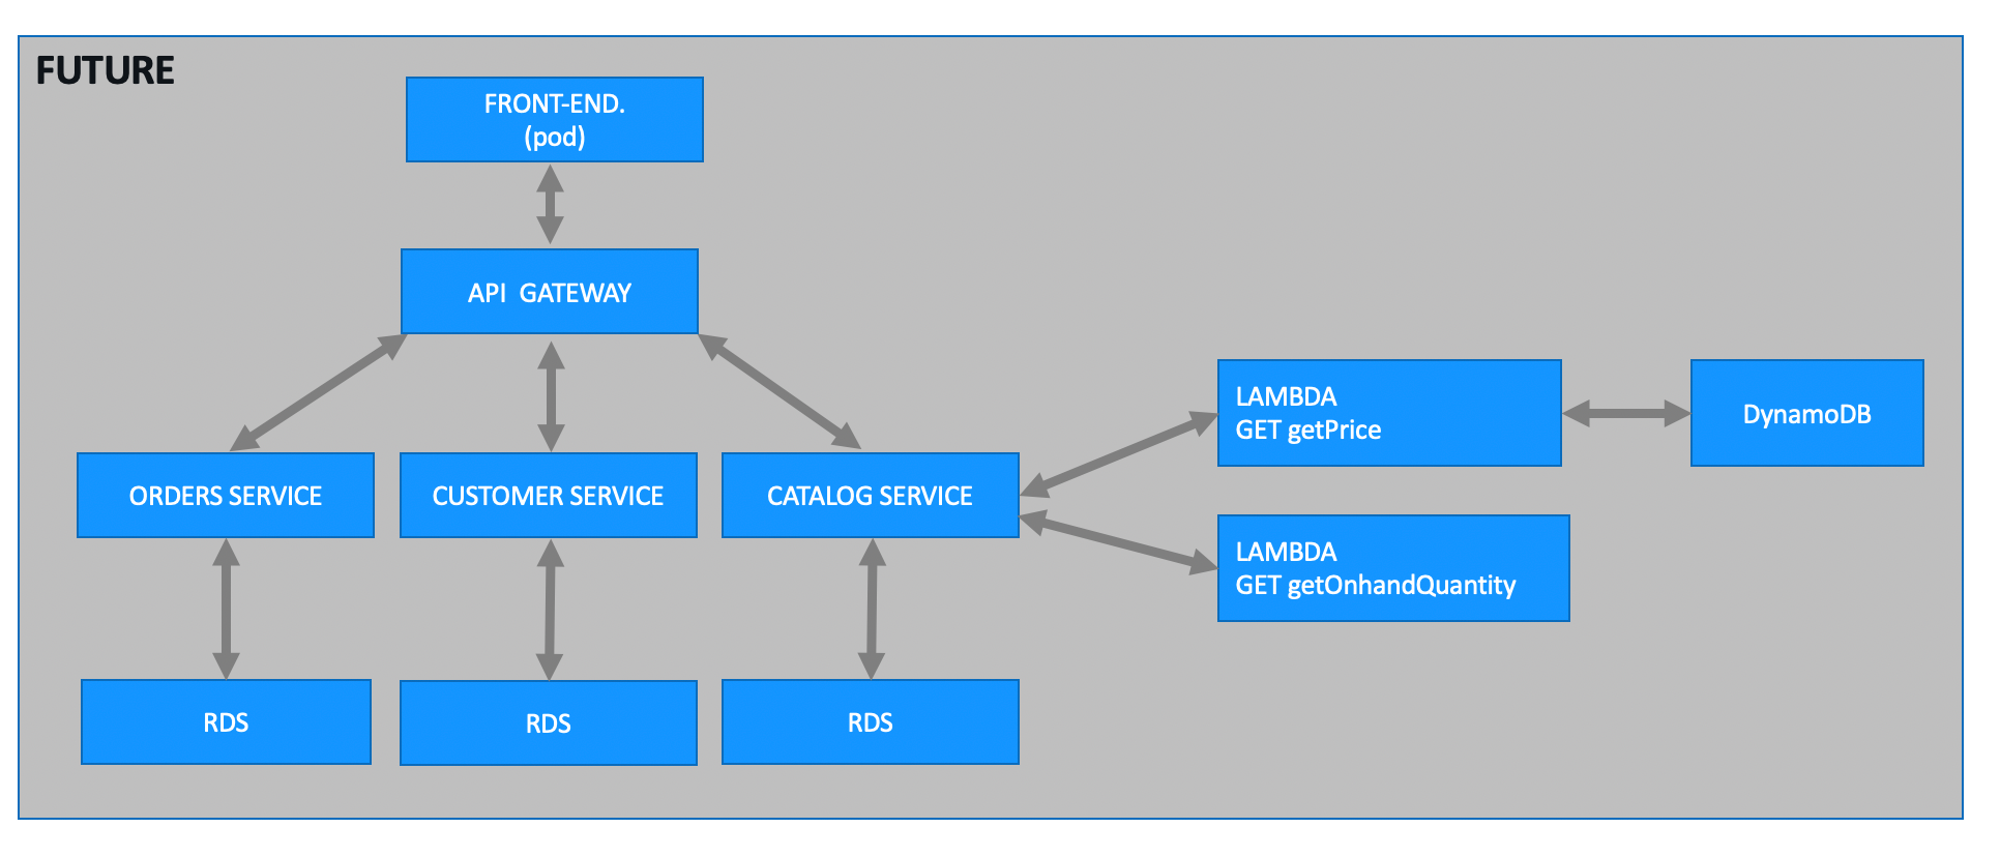 FUTURE
FRONT-END.
(pod)
API  GATEWAY
LAMBDA
GET getPrice
DynamoDB
ORDERS SERVICE
CUSTOMER SERVICE
CATALOG SERVICE
LAMBDA
GET getOnhandQuantity
RDS
RDS
RDS